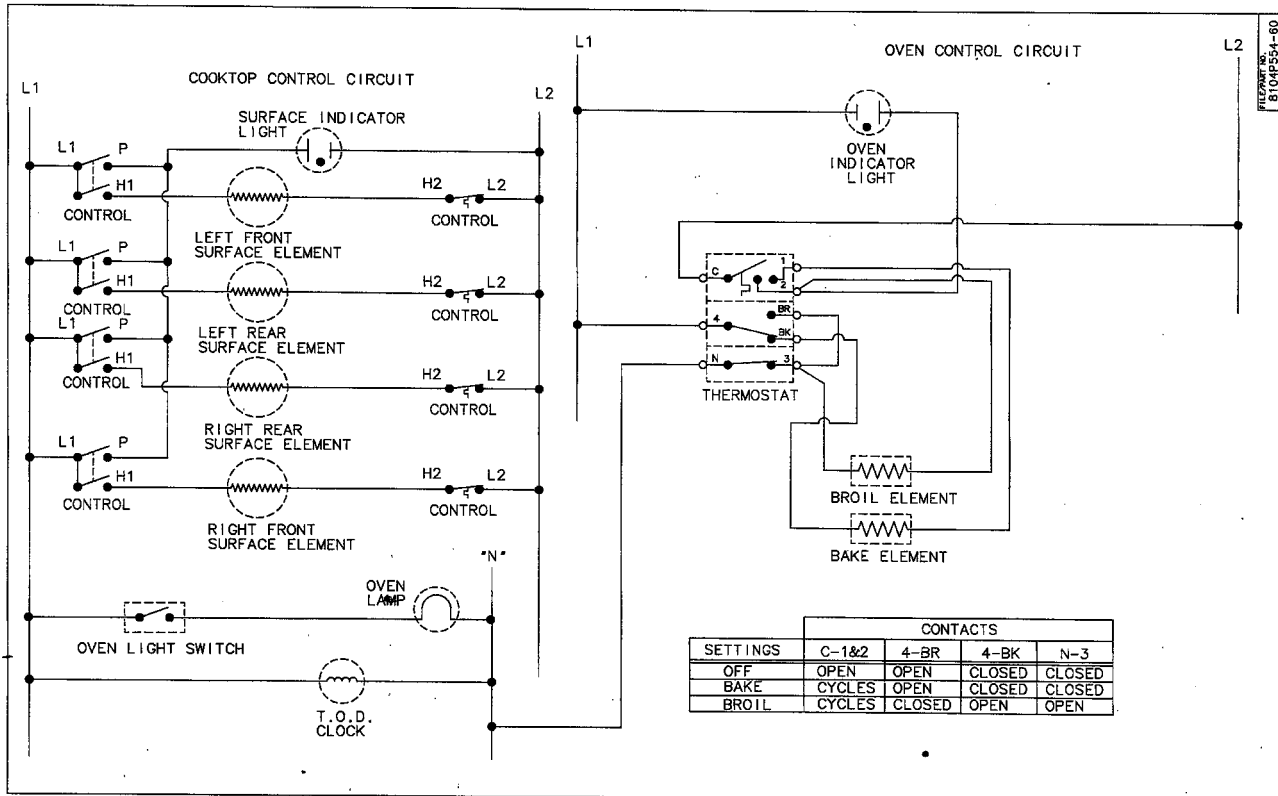 FILE/PART NO.
8104P554-60
COOKTOP CONTROL CIRCUIT
L1
L2
SURFACE INDICATOR
LIGHT
L1
P
H1
CONTROL
LEFT FRONT
SURFACE ELEMENT
H2
L2
CONTROL
L1
P
H1
CONTROL
LEFT REAR
SURFACE ELEMENT
H2
L2
CONTROL
L1
P
H1
CONTROL
RIGHT REAR
SURFACE ELEMENT
H2
L2
CONTROL
L1
P
H1
CONTROL
RIGHT FRONT
SURFACE ELEMENT
H2
L2
CONTROL
"N"
OVEN
LAMP
OVEN LIGHT SWITCH
T.O.D.
CLOCK
L1
OVEN CONTROL CIRCUIT
L2
OVEN
INDICATOR
LIGHT
C
1
2
BR
4
BK
N
3
THERMOSTAT
BROIL ELEMENT
BAKE ELEMENT
CONTACTS
SETTINGS C-1&2 4-BR 4-BK N-3
OFF OPEN OPEN CLOSED CLOSED
BAKE CYCLES OPEN CLOSED CLOSED
BROIL CYCLES CLOSED OPEN OPEN